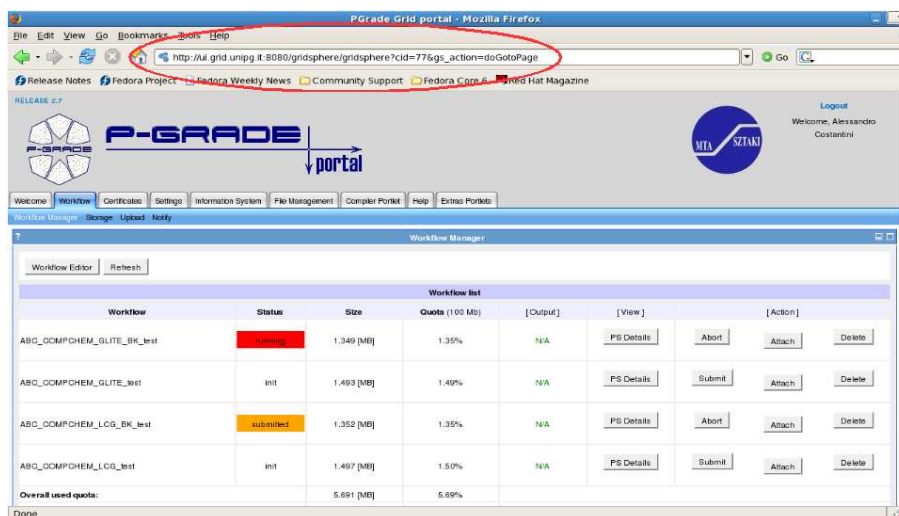 PGrade Grid portal - Mozilla Firefox
File Edit View Go Bookmarks Tools Help
http://ui.grid.unipg.it:8080/gridsphere/gridsphere?cid=77&gs_action=doGotoPage
Go
Release Notes Fedora Project Fedora Weekly News Community Support Fedora Core 6 Red Hat Magazine
RELEASE 2.7
P-GRADE
P-GRADE
portal
MTA SZTAKI
Logout
Welcome, Alessandro
Costantini
Welcome Workflow Certificates Settings Information System File Management Compiler Portlet Help Extras Portlets
Workflow Manager Storage Upload Notify
? Workflow Manager
Workflow Editor Refresh
Workflow list
Workflow Status Size Quota (100 Mb) [Output] [View] [Action]
ABC_COMPCHEM_GLITE_BK_test running 1.349 [MB] 1.35% N/A PS Details Abort Attach Delete
ABC_COMPCHEM_GLITE_test init 1.493 [MB] 1.49% N/A PS Details Submit Attach Delete
ABC_COMPCHEM_LCG_BK_test submitted 1.352 [MB] 1.35% N/A PS Details Abort Attach Delete
ABC_COMPCHEM_LCG_test init 1.497 [MB] 1.50% N/A PS Details Submit Attach Delete
Overall used quota: 5.691 [MB] 5.69%
Done